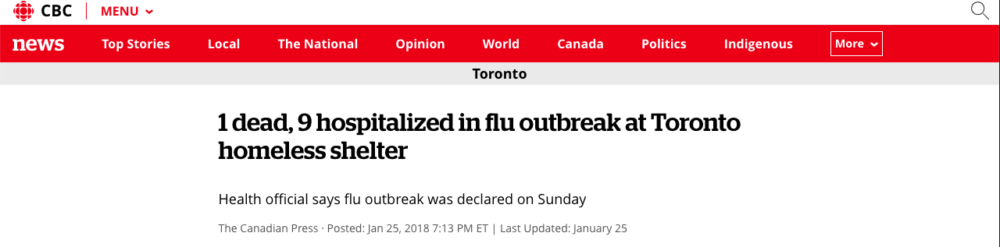 CBC MENU
news Top Stories Local The National Opinion World Canada Politics Indigenous More
Toronto
1 dead, 9 hospitalized in flu outbreak at Toronto
homeless shelter
Health official says flu outbreak was declared on Sunday
The Canadian Press · Posted: Jan 25, 2018 7:13 PM ET | Last Updated: January 25